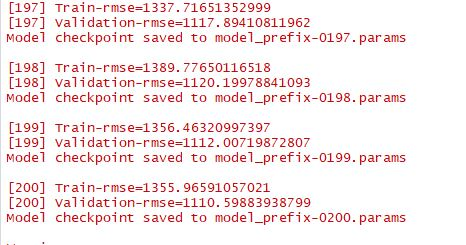 [197] Train-rmse=1337.71651352999
[197] Validation-rmse=1117.89410811962
Model checkpoint saved to model_prefix-0197.params
[198] Train-rmse=1389.77650116518
[198] Validation-rmse=1120.19978841093
Model checkpoint saved to model_prefix-0198.params
[199] Train-rmse=1356.46320997397
[199] Validation-rmse=1112.00719872807
Model checkpoint saved to model_prefix-0199.params
[200] Train-rmse=1355.96591057021
[200] Validation-rmse=1110.59883938799
Model checkpoint saved to model_prefix-0200.params